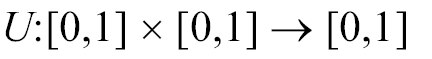 U:[0,1] × [0,1] → [0,1]